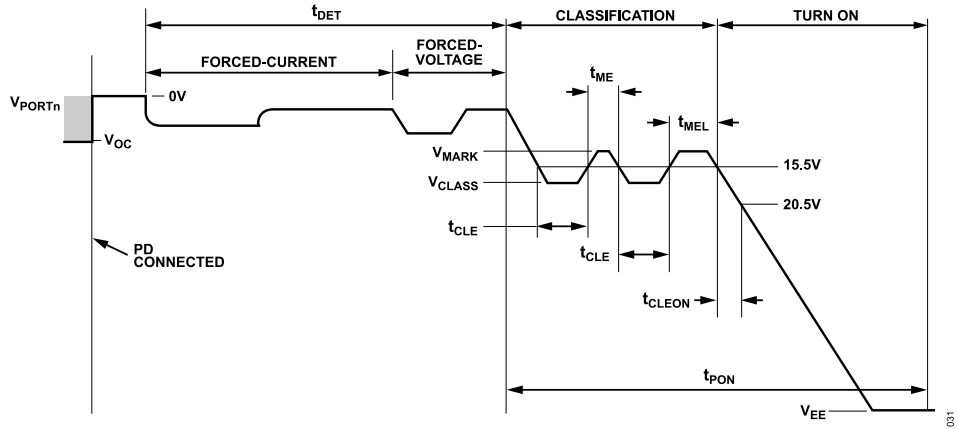 tDET
CLASSIFICATION
TURN ON
FORCED-CURRENT
FORCED-
VOLTAGE
tME
VPORTn
0V
VOC
tMEL
VMARK
15.5V
VCLASS
20.5V
tCLE
PD
CONNECTED
tCLE
tCLEON
tPON
VEE
031